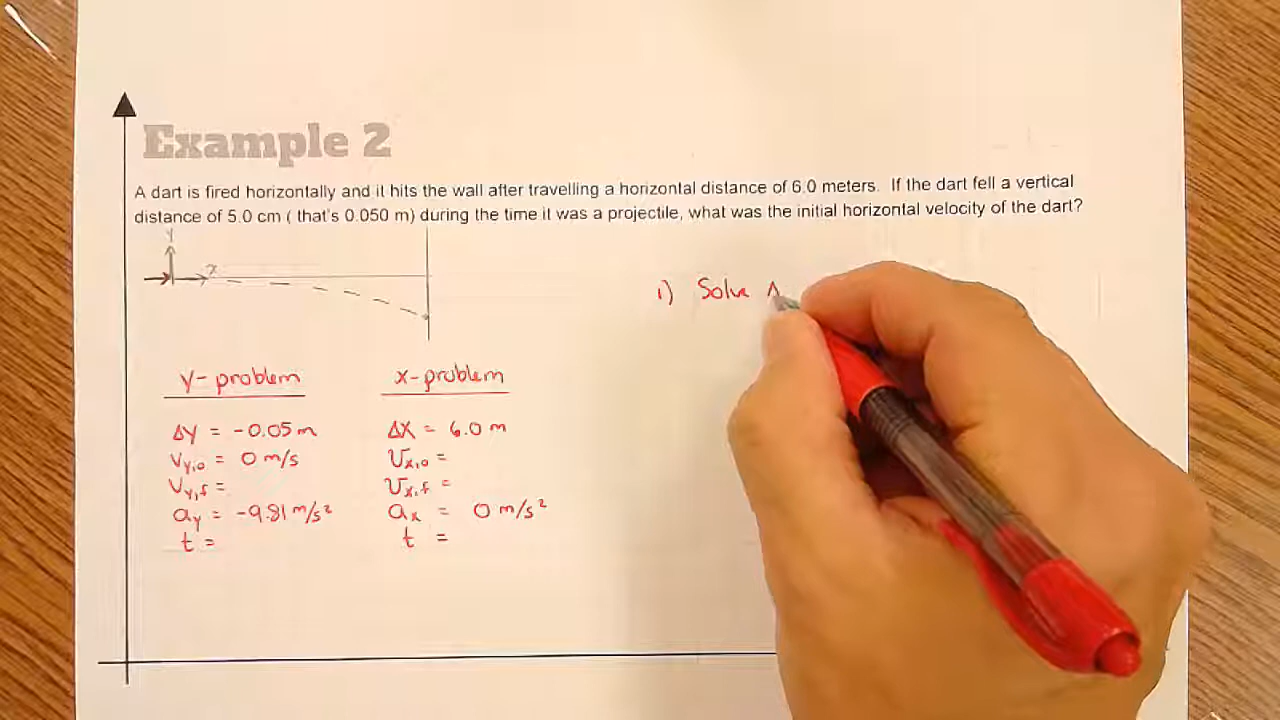 Example 2
A dart is fired horizontally and it hits the wall after travelling a horizontal distance of 6.0 meters. If the dart fell a vertical
distance of 5.0 cm ( that's 0.050 m) during the time it was a projectile, what was the initial horizontal velocity of the dart?
y
x
1) Solve
y-problem
Δy = -0.05m
Vy,o = 0 m/s
Vy,f =
ay = -9.81 m/s²
t =
x-problem
Δx = 6.0 m
Vx,o =
Vx,f =
ax = 0 m/s²
t =